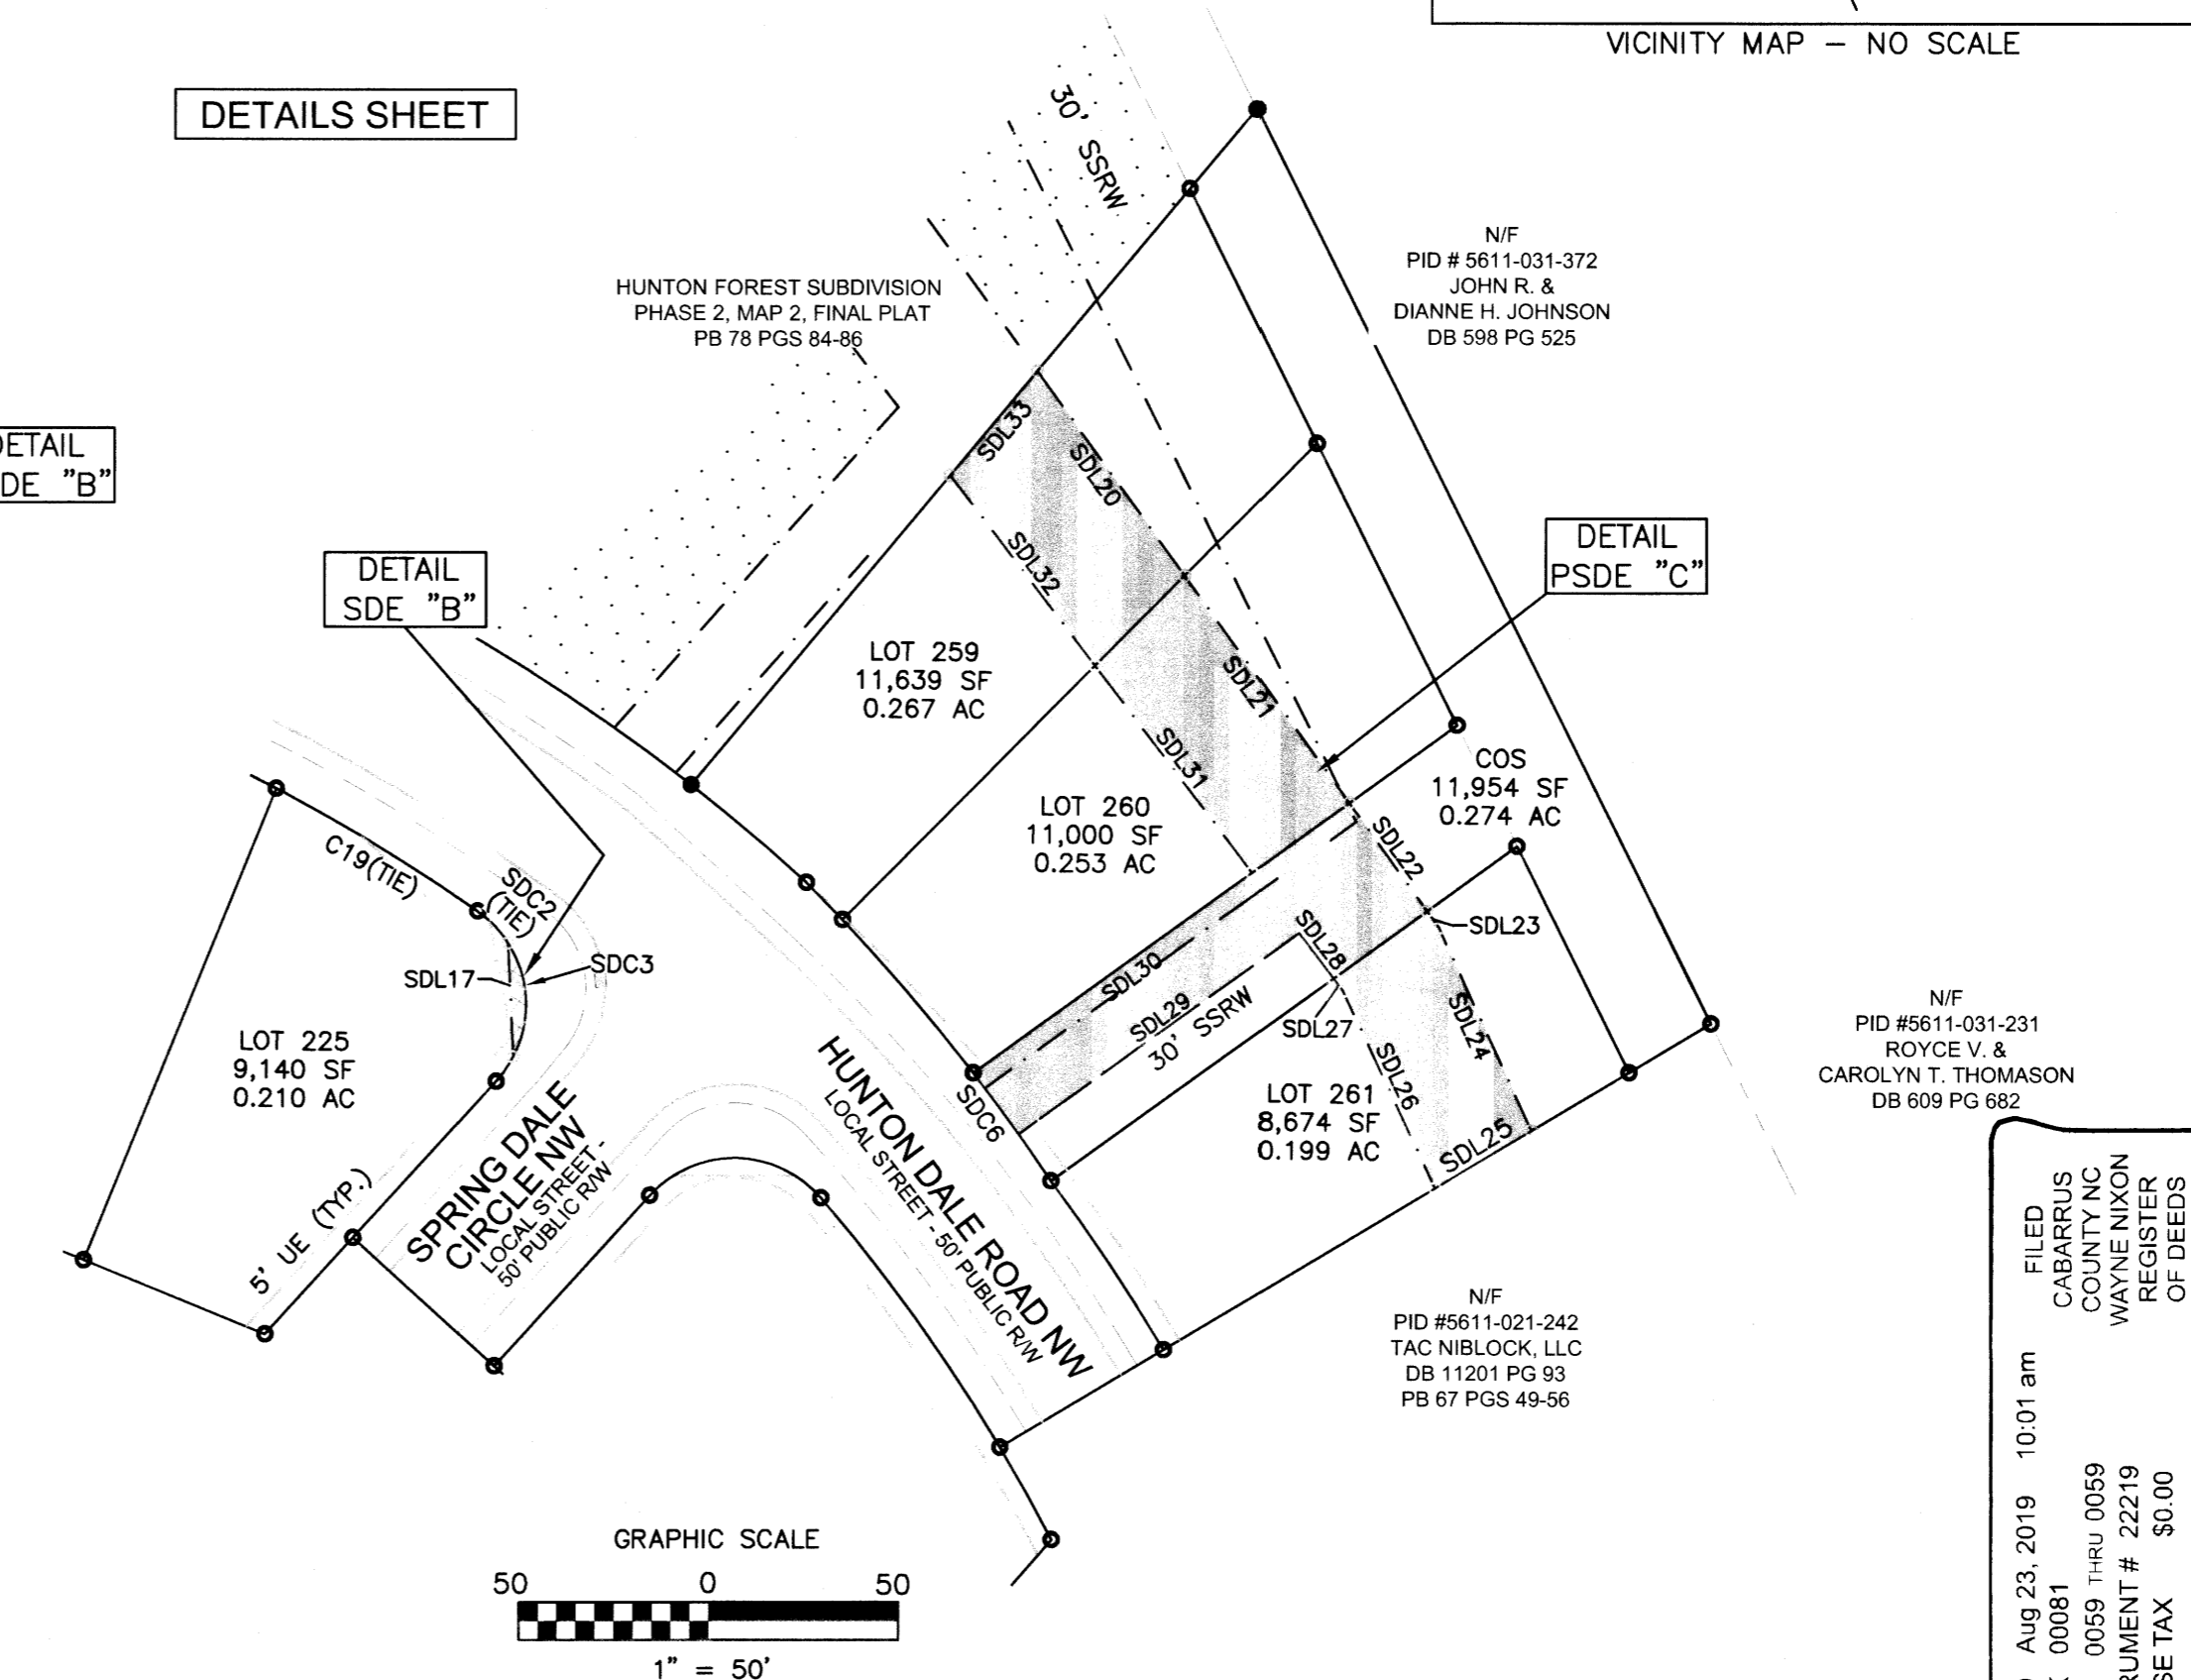 VICINITY MAP – NO SCALE
DETAILS SHEET
30' SSRW
N/F
PID # 5611-031-372
JOHN R. &
DIANNE H. JOHNSON
DB 598 PG 525
HUNTON FOREST SUBDIVISION
PHASE 2, MAP 2, FINAL PLAT
PB 78 PGS 84-86
DETAIL
DE "B"
DETAIL
SDE "B"
SDL33
SDL20
SDL32
DETAIL
PSDE "C"
LOT 259
11,639 SF
0.267 AC
SDL21
SDL31
COS
11,954 SF
0.274 AC
LOT 260
11,000 SF
0.253 AC
SDL22
C19(TIE)
SDC2
(TIE)
SDL23
SDL28
SDC3
SDL17
SDL30
SDL29
30' SSRW
SDL27
SDL24
N/F
PID #5611-031-231
ROYCE V. &
CAROLYN T. THOMASON
DB 609 PG 682
LOT 225
9,140 SF
0.210 AC
SDC6
SDL26
LOT 261
8,674 SF
0.199 AC
SDL25
SPRING DALE
CIRCLE NW
LOCAL STREET -
50' PUBLIC R/W
HUNTON DALE ROAD NW
LOCAL STREET - 50' PUBLIC R/W
5' UE (TYP.)
N/F
PID #5611-021-242
TAC NIBLOCK, LLC
DB 11201 PG 93
PB 67 PGS 49-56
FILED
CABARRUS
COUNTY NC
WAYNE NIXON
REGISTER
OF DEEDS
Aug 23, 2019 10:01 am
00081
0059 THRU 0059
RUMENT # 22219
SE TAX $0.00
GRAPHIC SCALE
50 0 50
1" = 50'